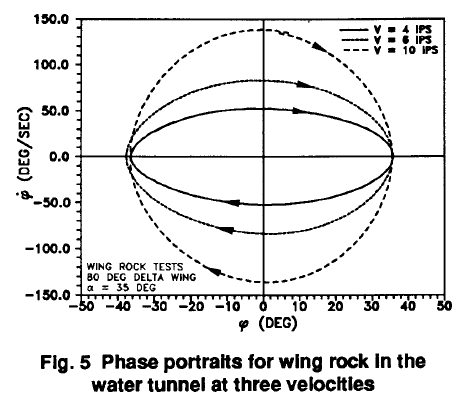 150.0
100.0
50.0
0.0
−50.0
−100.0
−150.0
φ̇ (DEG/SEC)
V = 4 IPS
V = 6 IPS
V = 10 IPS
WING ROCK TESTS
80 DEG DELTA WING
α = 35 DEG
−50 −40 −30 −20 −10 0 10 20 30 40 50
φ (DEG)
Fig. 5 Phase portraits for wing rock in the
water tunnel at three velocities